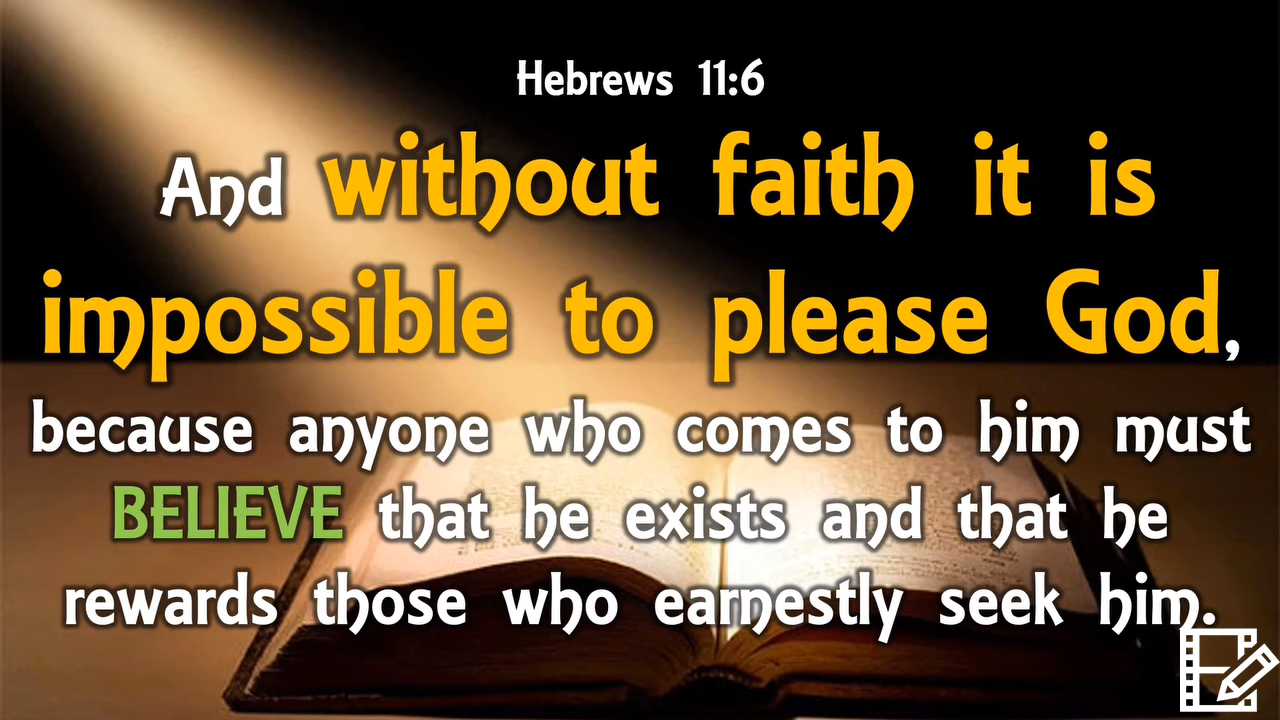 Hebrews 11:6
And without faith it is
impossible to please God,
because anyone who comes to him must
BELIEVE that he exists and that he
rewards those who earnestly seek him.